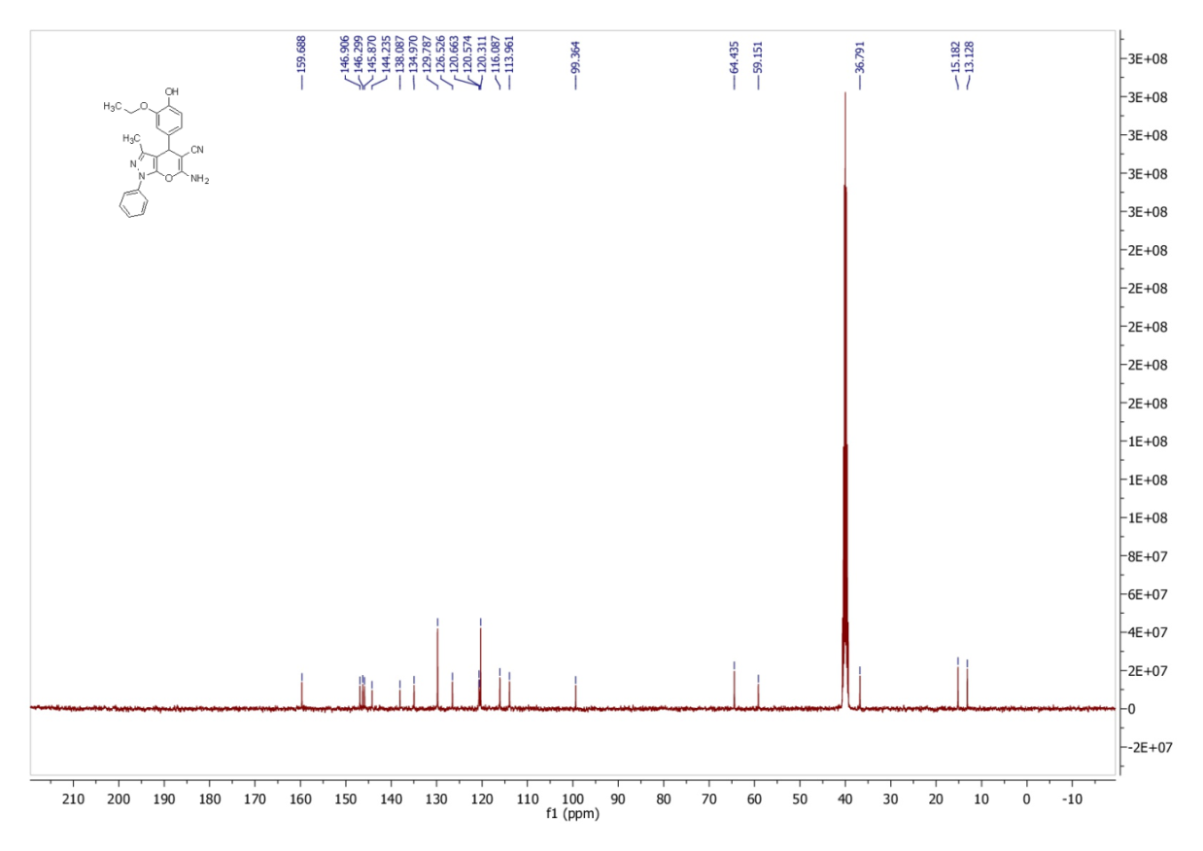 159.688
146.906
146.299
145.870
144.235
138.087
134.970
129.787
126.526
120.663
120.574
120.311
116.087
113.961
99.364
64.435
59.151
36.791
15.182
13.128
OH
H₃C
O
H₃C
CN
N
N
O
NH₂
3E+08
3E+08
3E+08
3E+08
3E+08
2E+08
2E+08
2E+08
2E+08
2E+08
1E+08
1E+08
1E+08
8E+07
6E+07
4E+07
2E+07
0
-2E+07
210 200 190 180 170 160 150 140 130 120 110 100 90 80 70 60 50 40 30 20 10 0 -10
f1 (ppm)